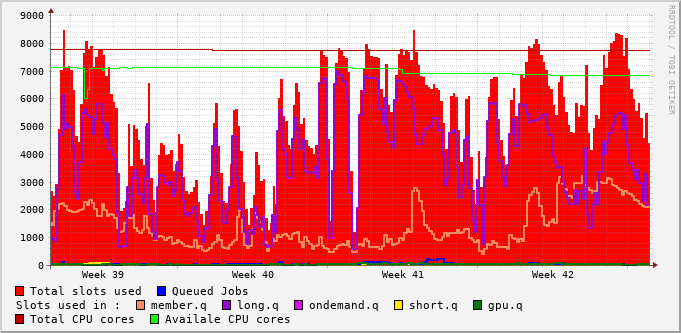 9000
8000
7000
6000
5000
4000
3000
2000
1000
0
Week 39 Week 40 Week 41 Week 42
RRDTOOL / TOBI OETIKER
Total slots used Queued Jobs
Slots used in : member.q long.q ondemand.q short.q gpu.q
Total CPU cores Availale CPU cores